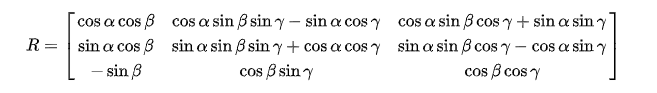 R = [ cos α cos β   cos α sin β sin γ − sin α cos γ   cos α sin β cos γ + sin α sin γ
sin α cos β   sin α sin β sin γ + cos α cos γ   sin α sin β cos γ − cos α sin γ
− sin β   cos β sin γ   cos β cos γ ]